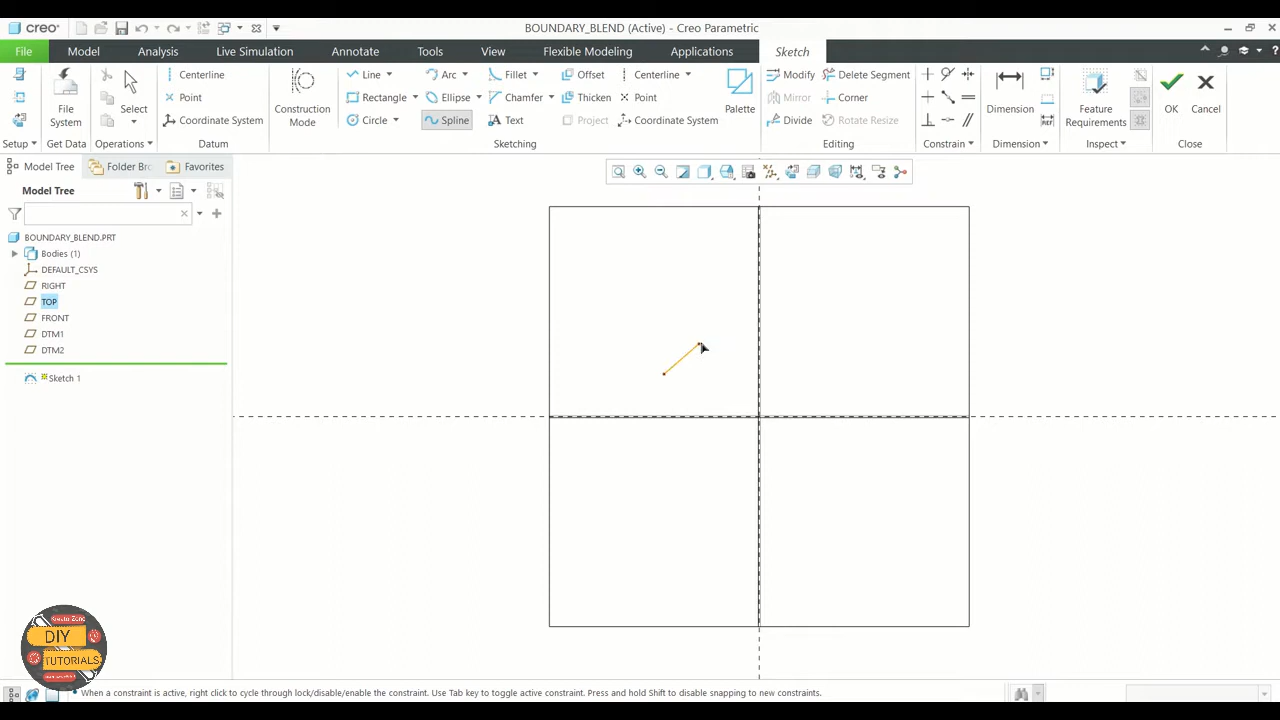 creo
BOUNDARY_BLEND (Active) - Creo Parametric
File Model Analysis Live Simulation Annotate Tools View Flexible Modeling Applications Sketch
Centerline Line Arc Fillet Offset Centerline Modify Delete Segment
Point Rectangle Ellipse Chamfer Thicken Point Mirror Corner
Coordinate System Circle Spline Text Project Coordinate System Divide Rotate Resize
File System
Select
Construction Mode
Palette
Dimension
Feature Requirements
OK Cancel
Setup Get Data Operations Datum Sketching Editing Constrain Dimension Inspect Close
Model Tree Folder Br Favorites
Model Tree
BOUNDARY_BLEND.PRT
Bodies (1)
DEFAULT_CSYS
RIGHT
TOP
FRONT
DTM1
DTM2
Sketch 1
DIY
TUTORIALS
When a constraint is active, right click to cycle through lock/disable/enable the constraint. Use Tab key to toggle active constraint. Press and hold Shift to disable snapping to new constraints.